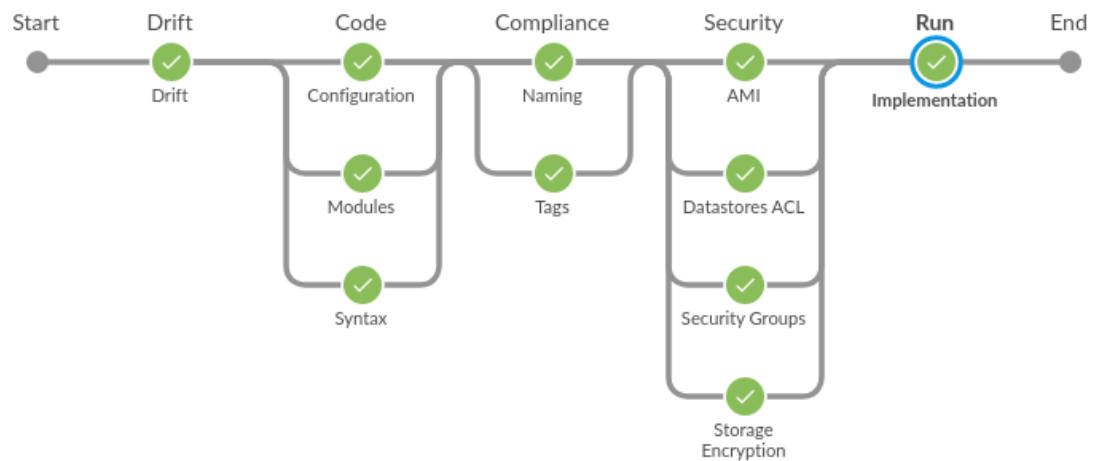 Start
Drift
Code
Compliance
Security
Run
End
Drift
Configuration
Naming
AMI
Implementation
Modules
Tags
Datastores ACL
Syntax
Security Groups
Storage
Encryption